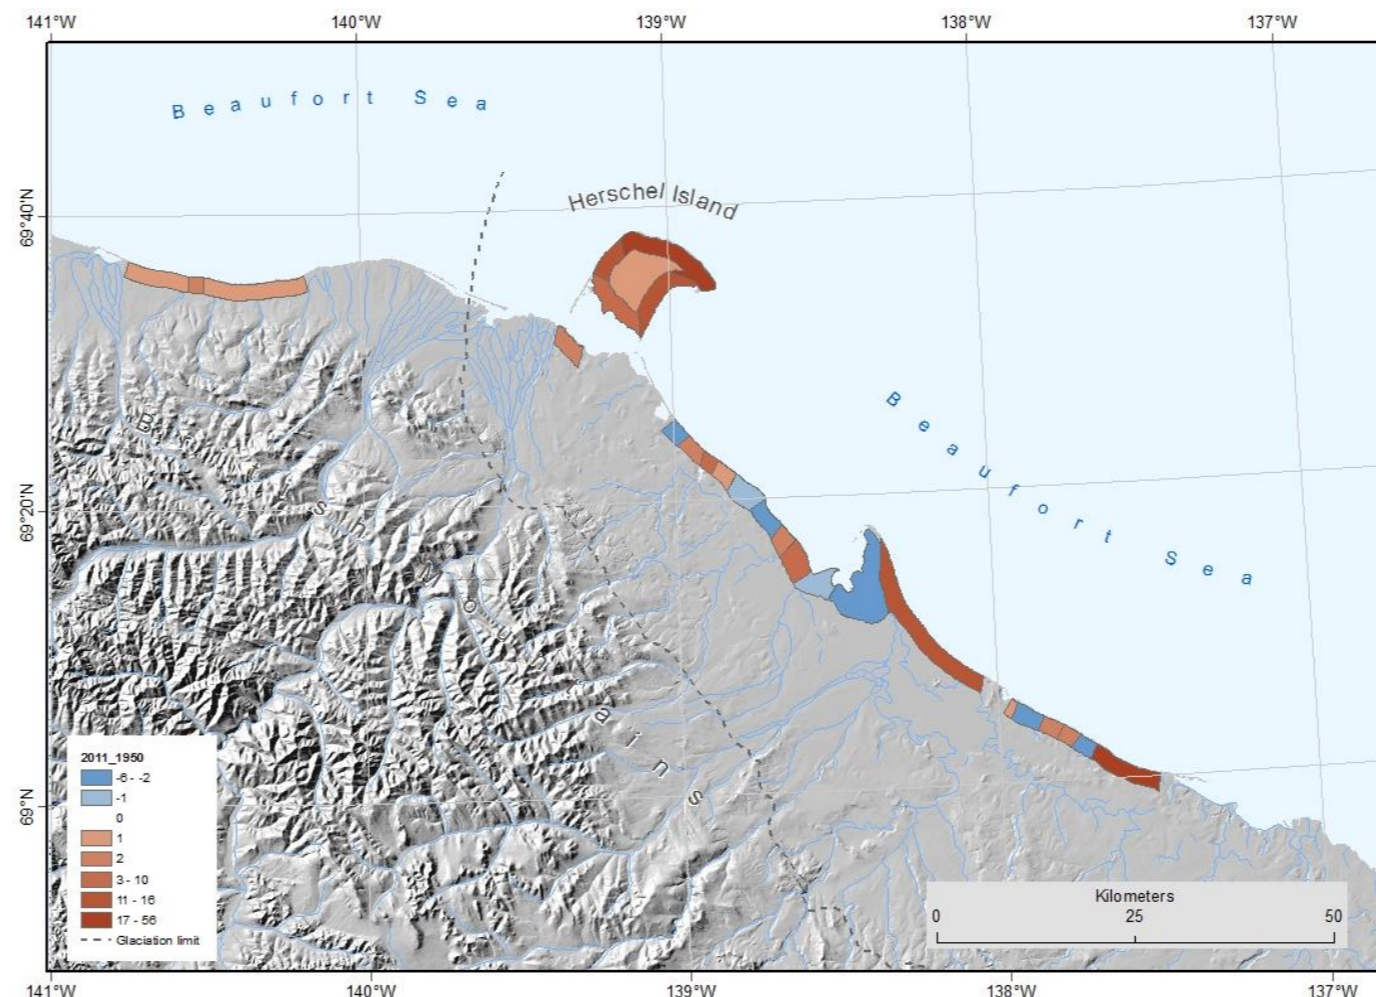 141°W 140°W 139°W 138°W 137°W
Beaufort Sea
Herschel Island
69°40'N
Beaufort Sea
69°20'N
69°N
2011_1950
-6 - -2
-1
0
1
2
3 - 10
11 - 16
17 - 56
Glaciation limit
Kilometers
0 25 50
141°W 140°W 139°W 138°W 137°W